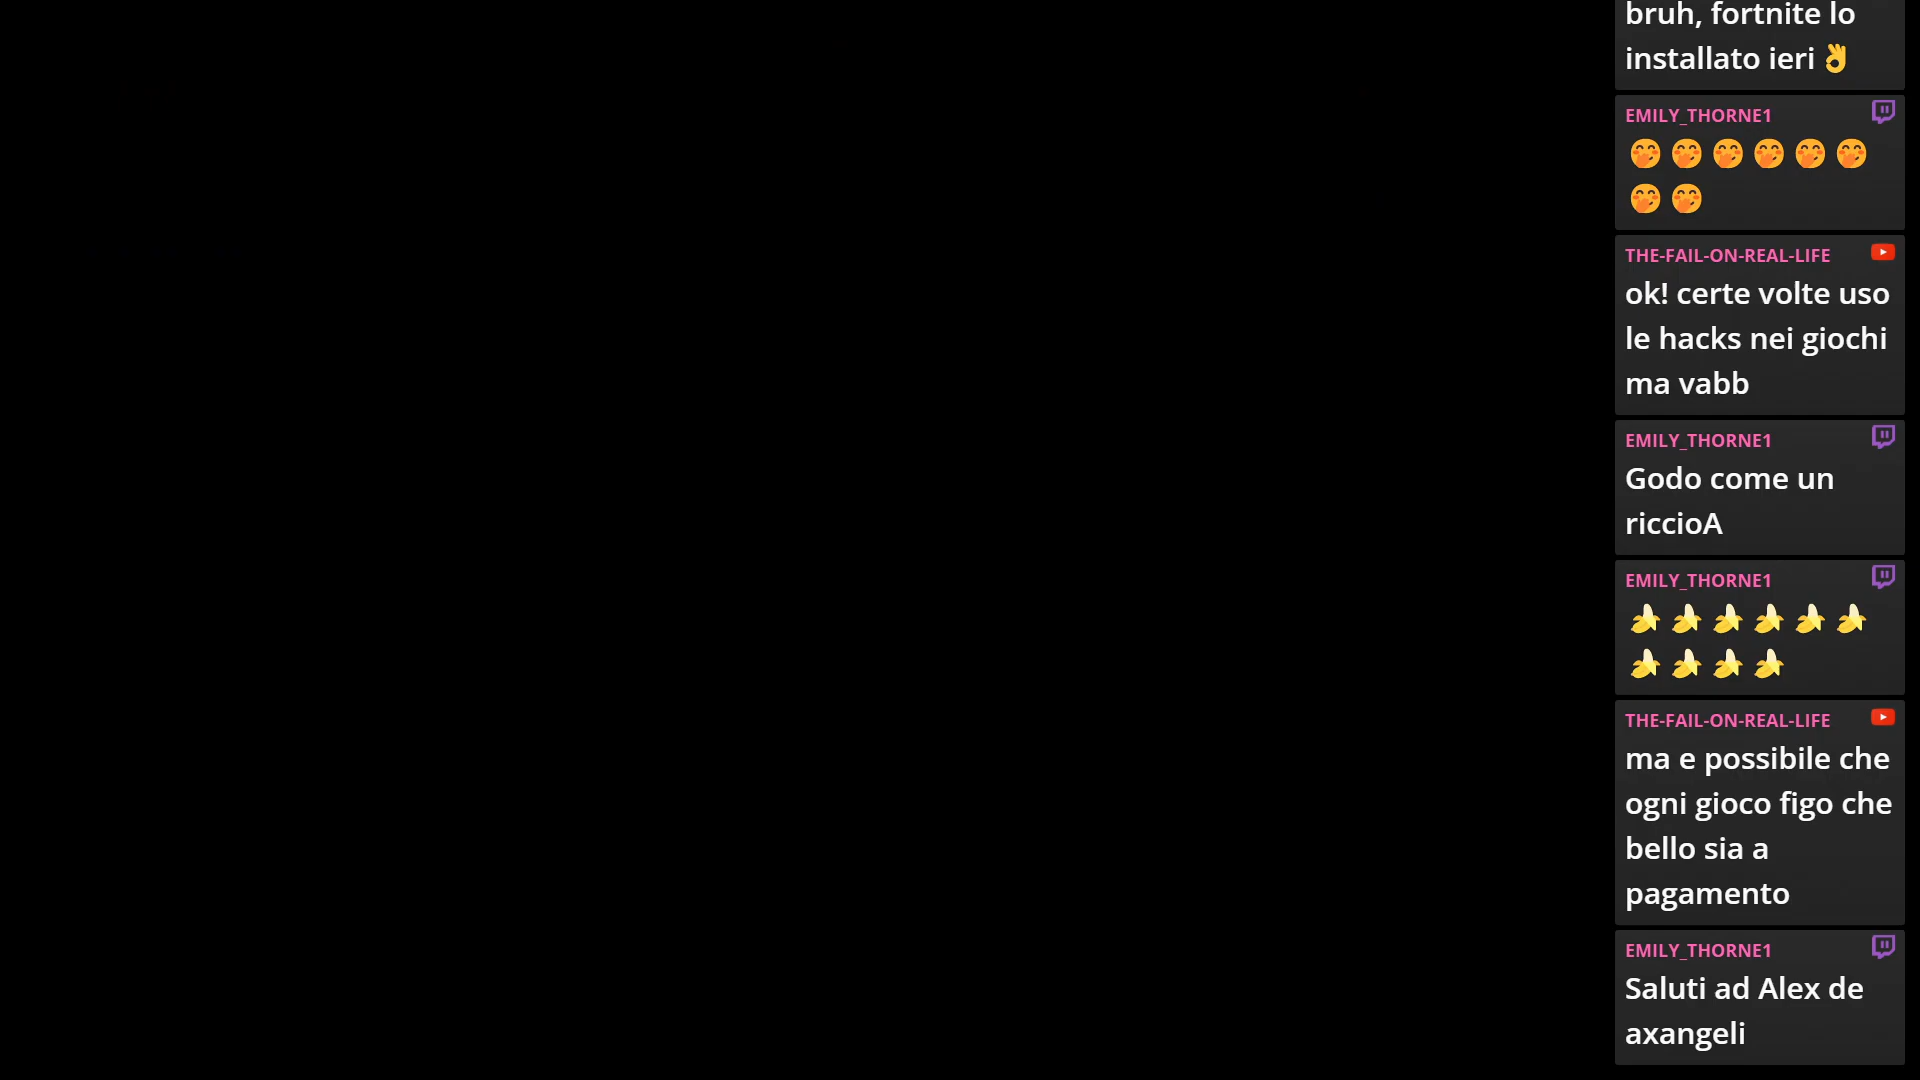 bruh, fortnite lo
installato ieri 👌
EMILY_THORNE1
🤭 🤭 🤭 🤭 🤭 🤭
🤭 🤭
THE-FAIL-ON-REAL-LIFE
ok! certe volte uso
le hacks nei giochi
ma vabb
EMILY_THORNE1
Godo come un
riccioA
EMILY_THORNE1
🍌 🍌 🍌 🍌 🍌 🍌
🍌 🍌 🍌 🍌
THE-FAIL-ON-REAL-LIFE
ma e possibile che
ogni gioco figo che
bello sia a
pagamento
EMILY_THORNE1
Saluti ad Alex de
axangeli